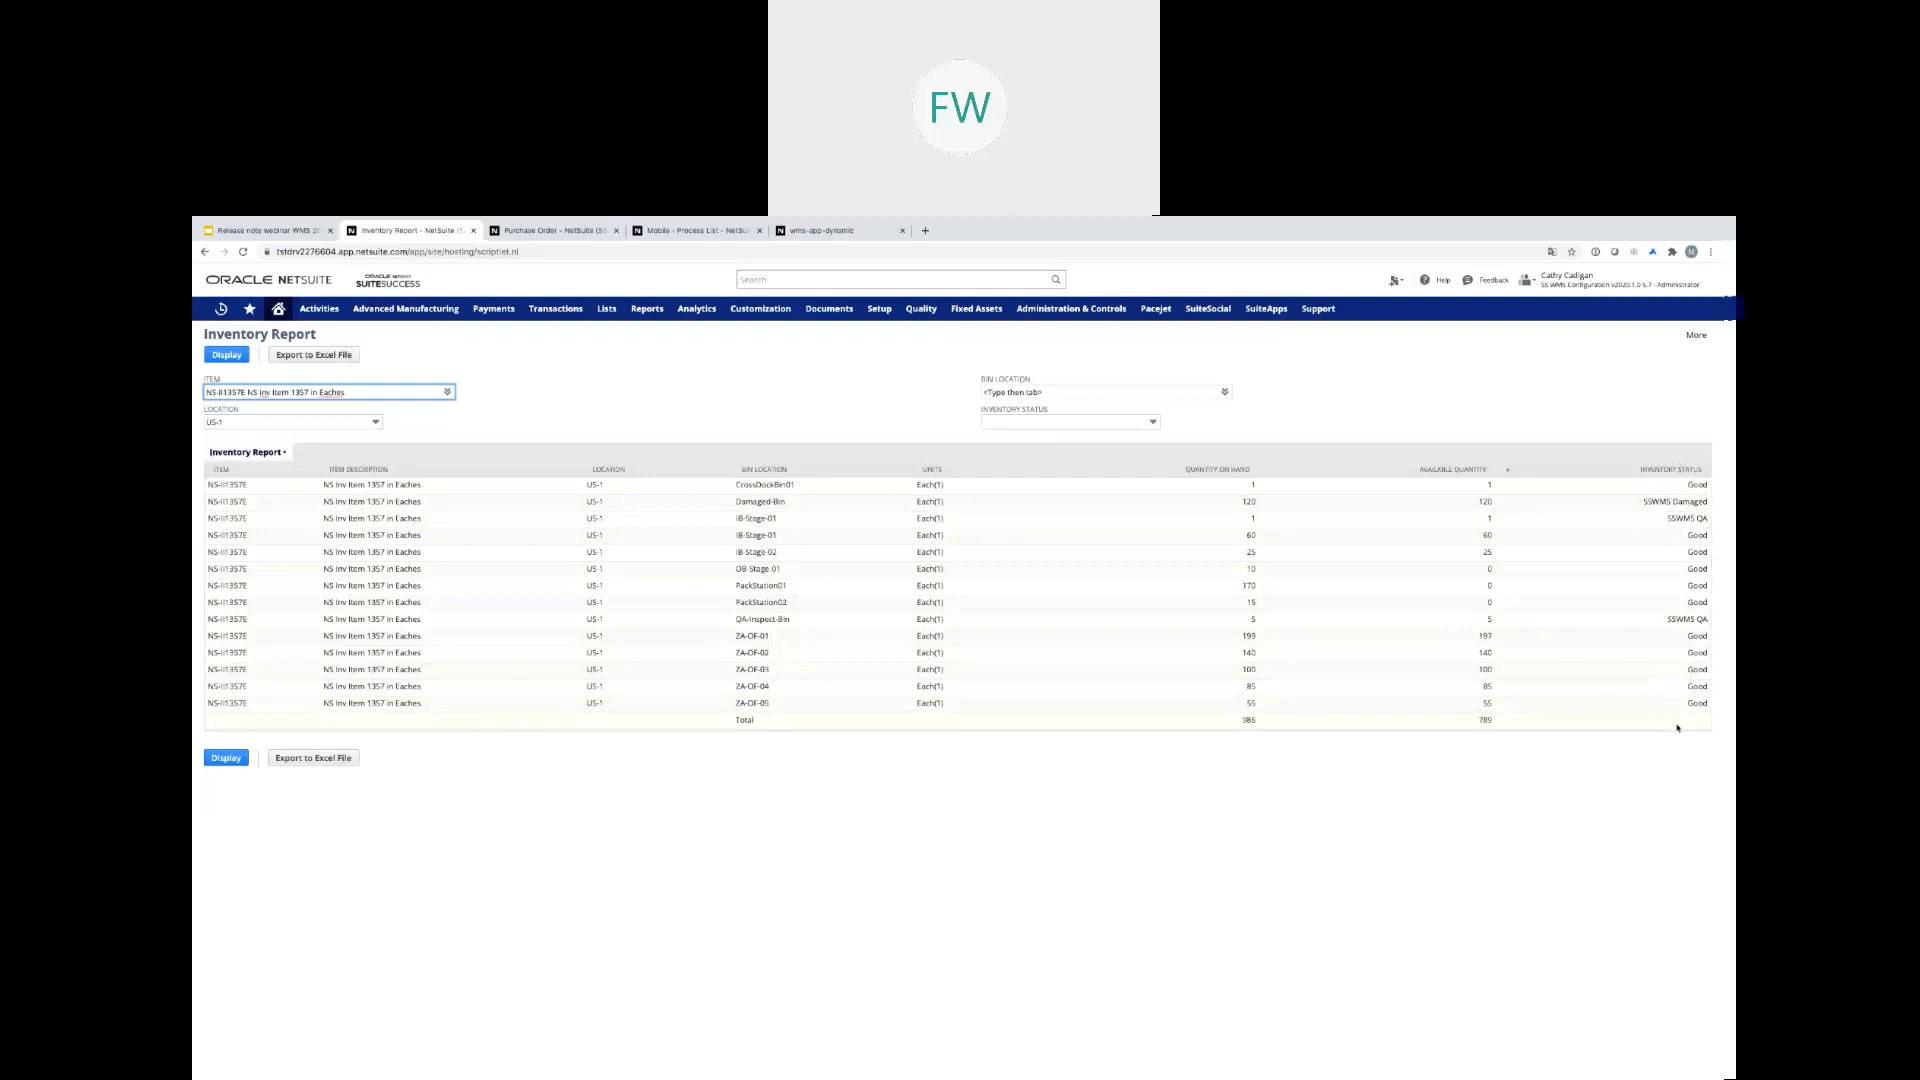 FW
Release note webinar WMS 20
Inventory Report - NetSuite (S
Purchase Order - NetSuite (SS
Mobile - Process List - NetSui
wms-app-dynamic
tstdrv2276604.app.netsuite.com/app/site/hosting/scriptlet.nl
M
ORACLE NETSUITE
ORACLE NETSUITE
SUITESUCCESS
Search
Help
Feedback
Cathy Cadigan
SS WMS Configuration v2020.1.0 5.7 - Administrator
Activities Advanced Manufacturing Payments Transactions Lists Reports Analytics Customization Documents Setup Quality Fixed Assets Administration & Controls Pacejet SuiteSocial SuiteApps Support
Inventory Report
More
Display Export to Excel File
ITEM
NS-II1357E NS Inv Item 1357 in Eaches
LOCATION
US-1
BIN LOCATION
<Type then tab>
INVENTORY STATUS
Inventory Report •
ITEM ITEM DESCRIPTION LOCATION BIN LOCATION UNITS QUANTITY ON HAND AVAILABLE QUANTITY INVENTORY STATUS
NS-II1357E NS Inv Item 1357 in Eaches US-1 CrossDockBin01 Each(1) 1 1 Good
NS-II1357E NS Inv Item 1357 in Eaches US-1 Damaged-Bin Each(1) 120 120 SSWMS Damaged
NS-II1357E NS Inv Item 1357 in Eaches US-1 IB-Stage-01 Each(1) 1 1 SSWMS QA
NS-II1357E NS Inv Item 1357 in Eaches US-1 IB-Stage-01 Each(1) 60 60 Good
NS-II1357E NS Inv Item 1357 in Eaches US-1 IB-Stage-02 Each(1) 25 25 Good
NS-II1357E NS Inv Item 1357 in Eaches US-1 OB-Stage-01 Each(1) 10 0 Good
NS-II1357E NS Inv Item 1357 in Eaches US-1 PackStation01 Each(1) 170 0 Good
NS-II1357E NS Inv Item 1357 in Eaches US-1 PackStation02 Each(1) 15 0 Good
NS-II1357E NS Inv Item 1357 in Eaches US-1 QA-Inspect-Bin Each(1) 5 5 SSWMS QA
NS-II1357E NS Inv Item 1357 in Eaches US-1 ZA-OF-01 Each(1) 199 197 Good
NS-II1357E NS Inv Item 1357 in Eaches US-1 ZA-OF-02 Each(1) 140 140 Good
NS-II1357E NS Inv Item 1357 in Eaches US-1 ZA-OF-03 Each(1) 100 100 Good
NS-II1357E NS Inv Item 1357 in Eaches US-1 ZA-OF-04 Each(1) 85 85 Good
NS-II1357E NS Inv Item 1357 in Eaches US-1 ZA-OF-05 Each(1) 55 55 Good
Total 986 789
Display Export to Excel File